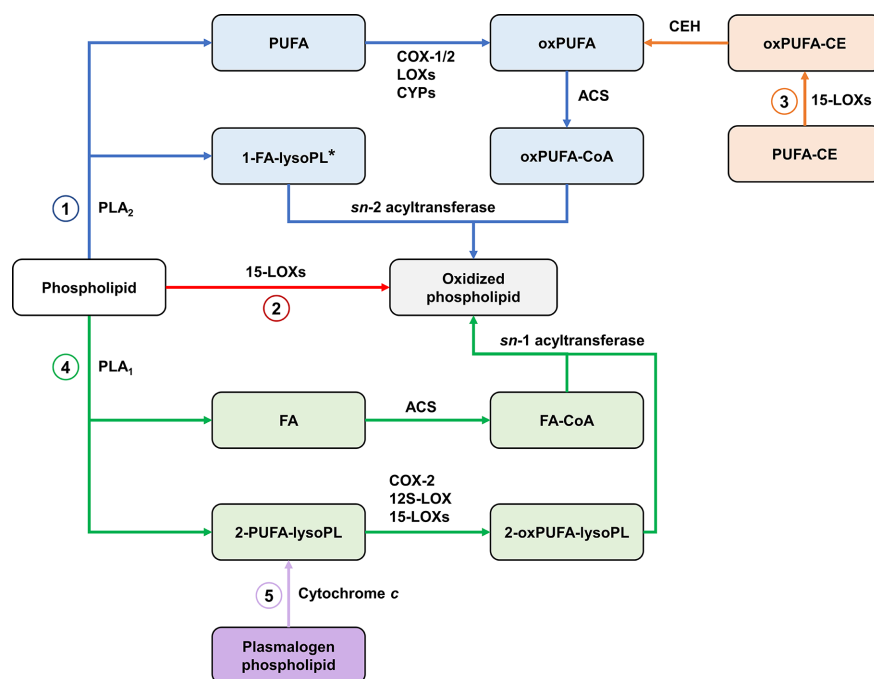 PUFA
COX-1/2
LOXs
CYPs
oxPUFA
CEH
oxPUFA-CE
ACS
3
15-LOXs
1-FA-lysoPL*
oxPUFA-CoA
PUFA-CE
1
PLA₂
sn-2 acyltransferase
Phospholipid
15-LOXs
2
Oxidized
phospholipid
4
PLA₁
sn-1 acyltransferase
FA
ACS
FA-CoA
COX-2
12S-LOX
15-LOXs
2-PUFA-lysoPL
2-oxPUFA-lysoPL
5
Cytochrome c
Plasmalogen
phospholipid